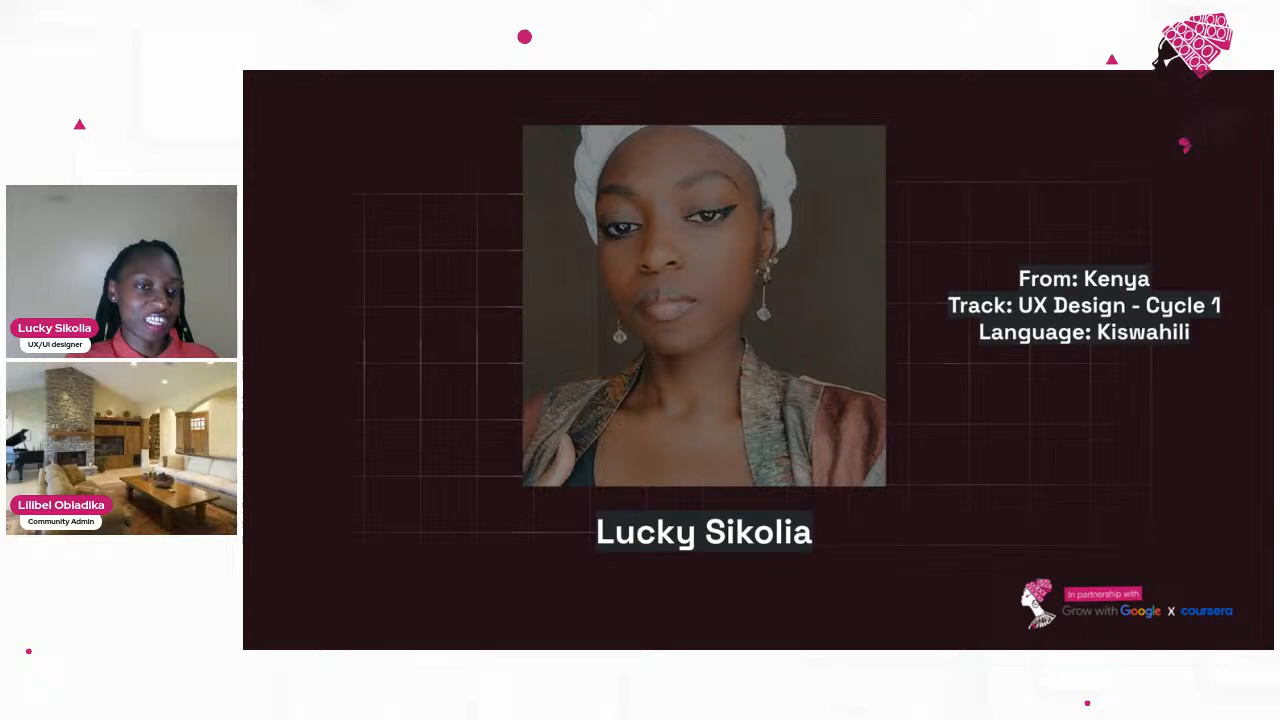 Lucky Sikolia
UX/UI designer
Lilibel Obiadika
Community Admin
From: Kenya
Track: UX Design - Cycle 1
Language: Kiswahili
Lucky Sikolia
In partnership with
Grow with Google X coursera